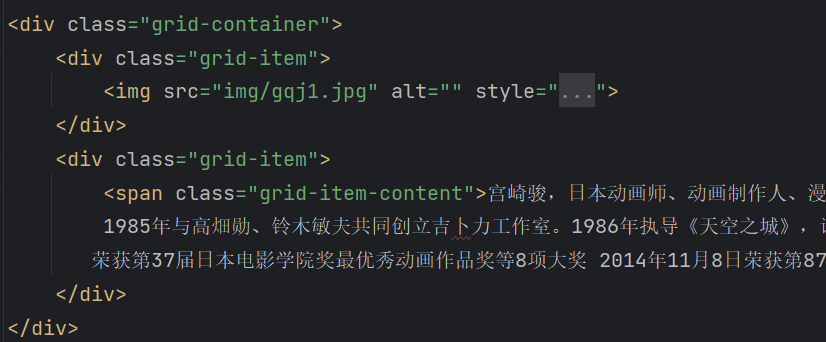 <div class="grid-container">
<div class="grid-item">
<img src="img/gqj1.jpg" alt="" style="...">
</div>
<div class="grid-item">
<span class="grid-item-content">宫崎骏，日本动画师、动画制作人、漫
1985年与高畑勋、铃木敏夫共同创立吉卜力工作室。1986年执导《天空之城》，
荣获第37届日本电影学院奖最优秀动画作品奖等8项大奖 2014年11月8日荣获第87
</div>
</div>